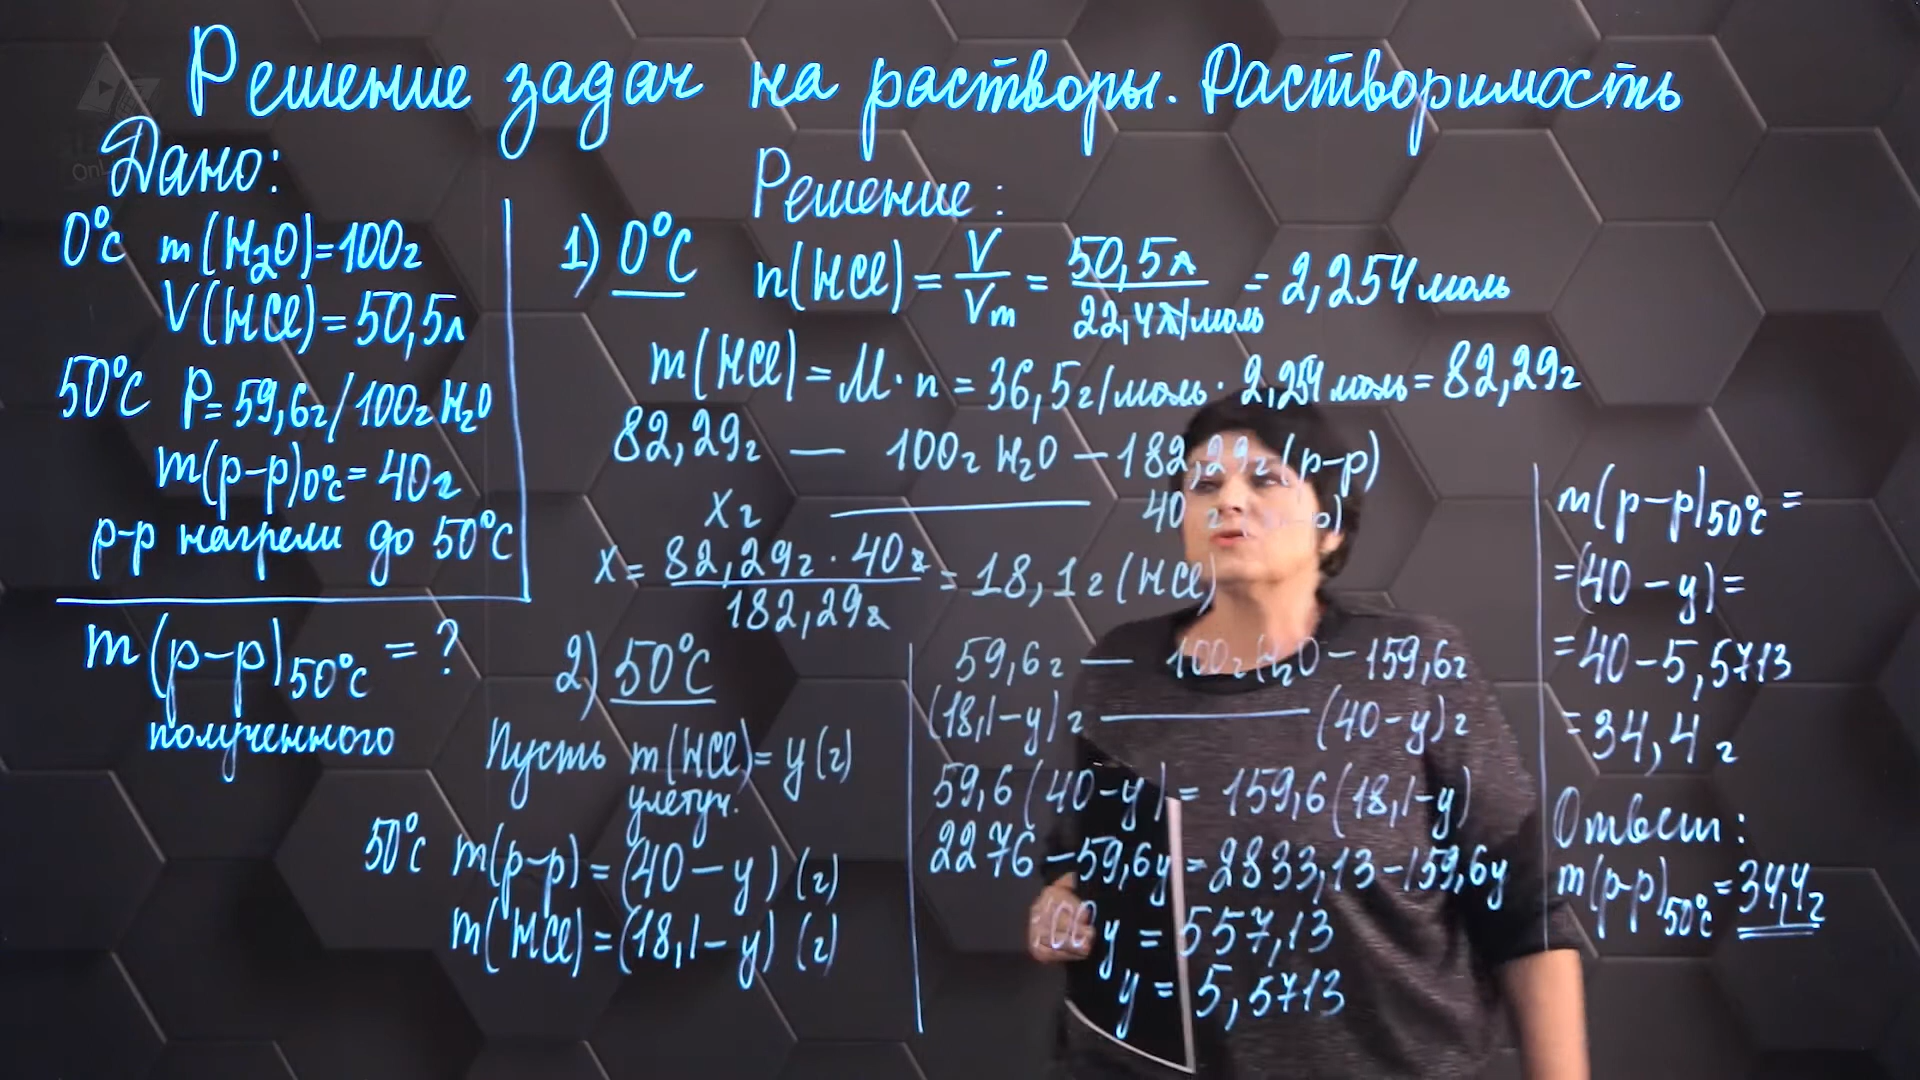 Решение задач на растворы. Растворимость
Дано:
0°C m(H₂O)=100г
V(HCl)=50,5л
50°C P=59,6г/100г H₂O
m(р-р)₀°C=40г
р-р нагрели до 50°C
m(р-р)₅₀°C = ?
полученного
Решение:
1) 0°C n(HCl) = V/Vm = 50,5л/22,4л/моль = 2,254 моль
m(HCl) = M·n = 36,5г/моль · 2,254моль = 82,29г
82,29г — 100г H₂O – 182,29г (р-р)
Xг — 40 г (р-р)
X = 82,29г · 40г/182,29г = 18,1г (HCl)
2) 50°C
Пусть m(HCl) = y(г)
улетуч.
50°C m(р-р) = (40 – y) (г)
m(HCl) = (18,1 – y) (г)
59,6г — 100г H₂O – 159,6г
(18,1–y)г — (40–y)г
59,6(40–y) = 159,6(18,1–y)
2276 – 59,6y = 2833,13 – 159,6y
100y = 557,13
y = 5,5713
m(р-р)₅₀°C =
=(40 – y) =
=40 – 5,5713
= 34,4 г
Ответ:
m(р-р)₅₀°C = 34,4г